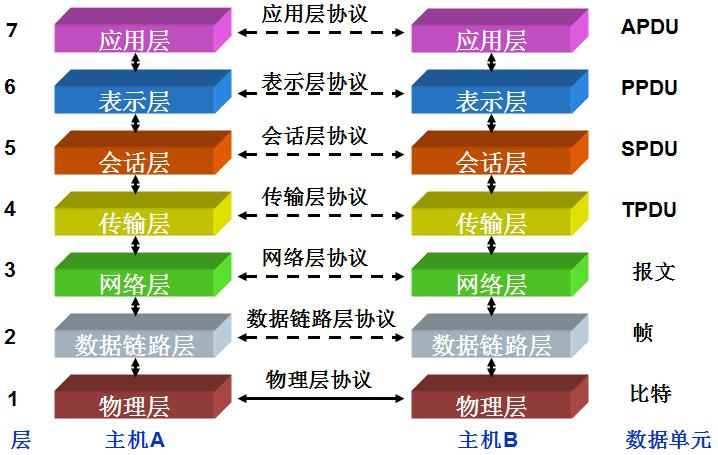 7 应用层 应用层协议 应用层 APDU
6 表示层 表示层协议 表示层 PPDU
5 会话层 会话层协议 会话层 SPDU
4 传输层 传输层协议 传输层 TPDU
3 网络层 网络层协议 网络层 报文
2 数据链路层 数据链路层协议 数据链路层 帧
1 物理层 物理层协议 物理层 比特
层 主机A 主机B 数据单元